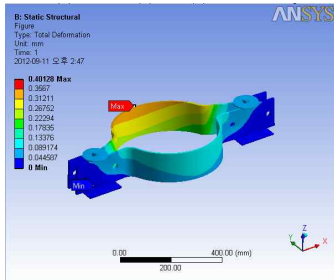 B: Static Structural
Figure
Type: Total Deformation
Unit: mm
Time: 1
2012-09-11 오후 2:47
0.40128 Max
0.3567
0.31211
0.26752
0.22294
0.17835
0.13376
0.089174
0.044587
0 Min
ANSYS
Max
Min
0.00
400.00 (mm)
200.00
Z
Y
X